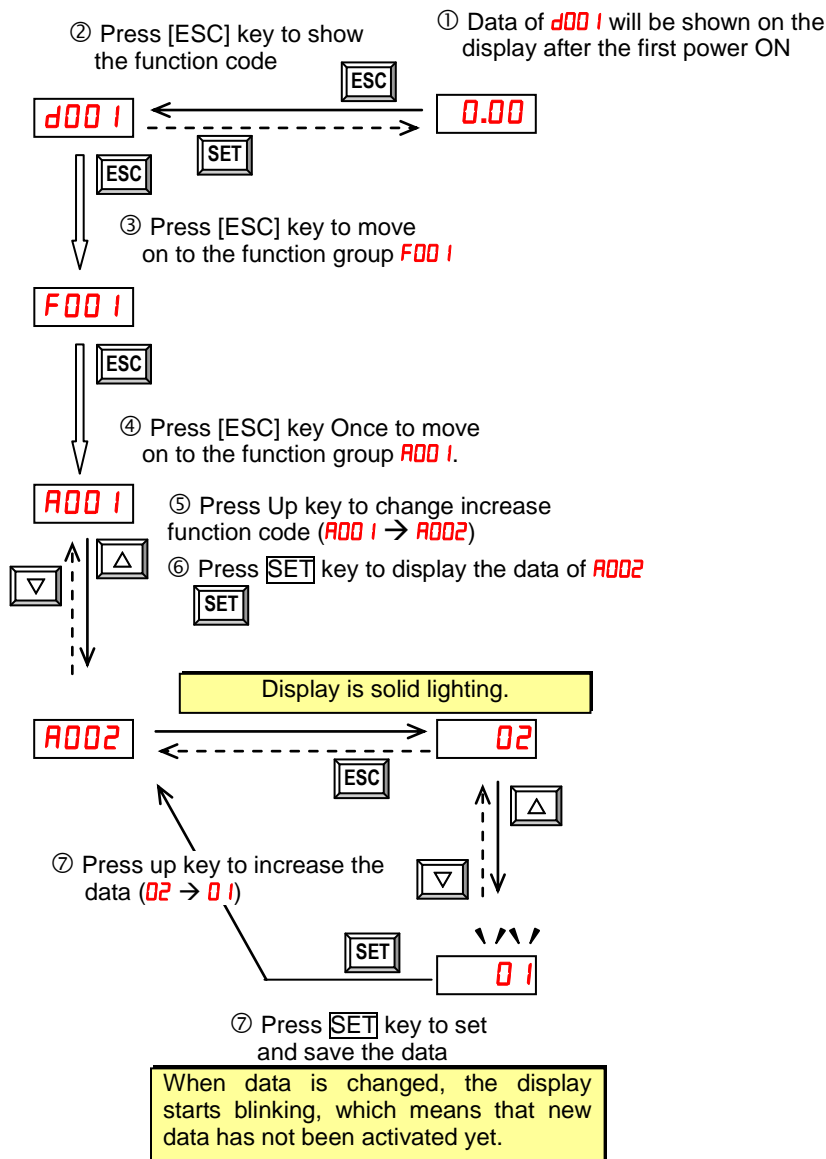 ① Data of d001 will be shown on the
display after the first power ON
② Press [ESC] key to show
the function code
ESC
d001
0.00
SET
ESC
③ Press [ESC] key to move
on to the function group F001
F001
ESC
④ Press [ESC] key Once to move
on to the function group A001.
A001
⑤ Press Up key to change increase
function code (A001 → A002)
△
▽
⑥ Press SET key to display the data of A002
SET
Display is solid lighting.
A002
02
ESC
△
⑦ Press up key to increase the
data (02 → 01)
▽
SET
01
⑦ Press SET key to set
and save the data
When data is changed, the display
starts blinking, which means that new
data has not been activated yet.